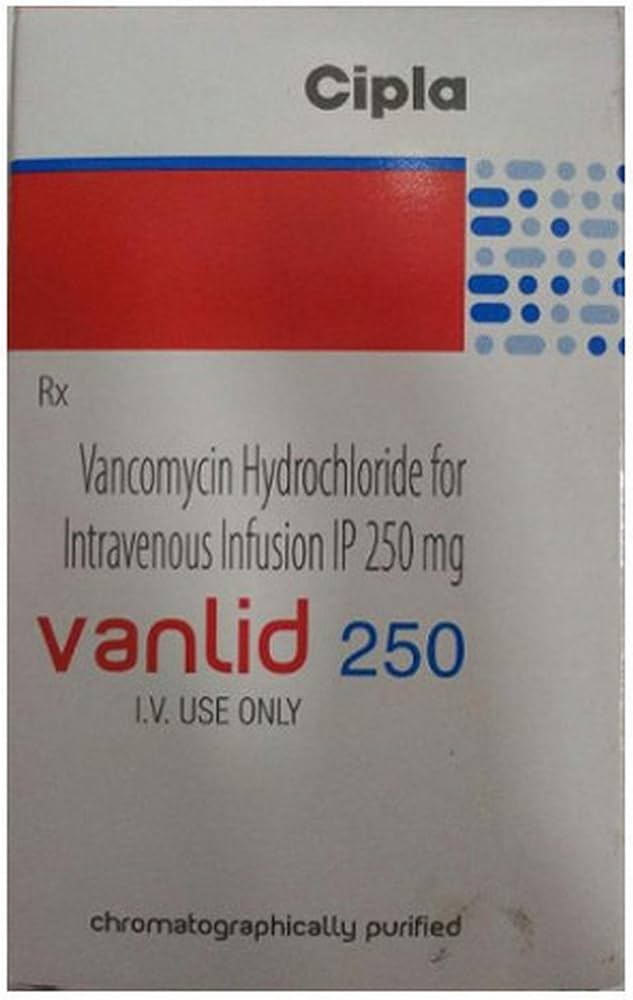 Cipla
Rx
Vancomycin Hydrochloride for
Intravenous Infusion IP 250 mg
vanlid 250
I.V. USE ONLY
chromatographically purified